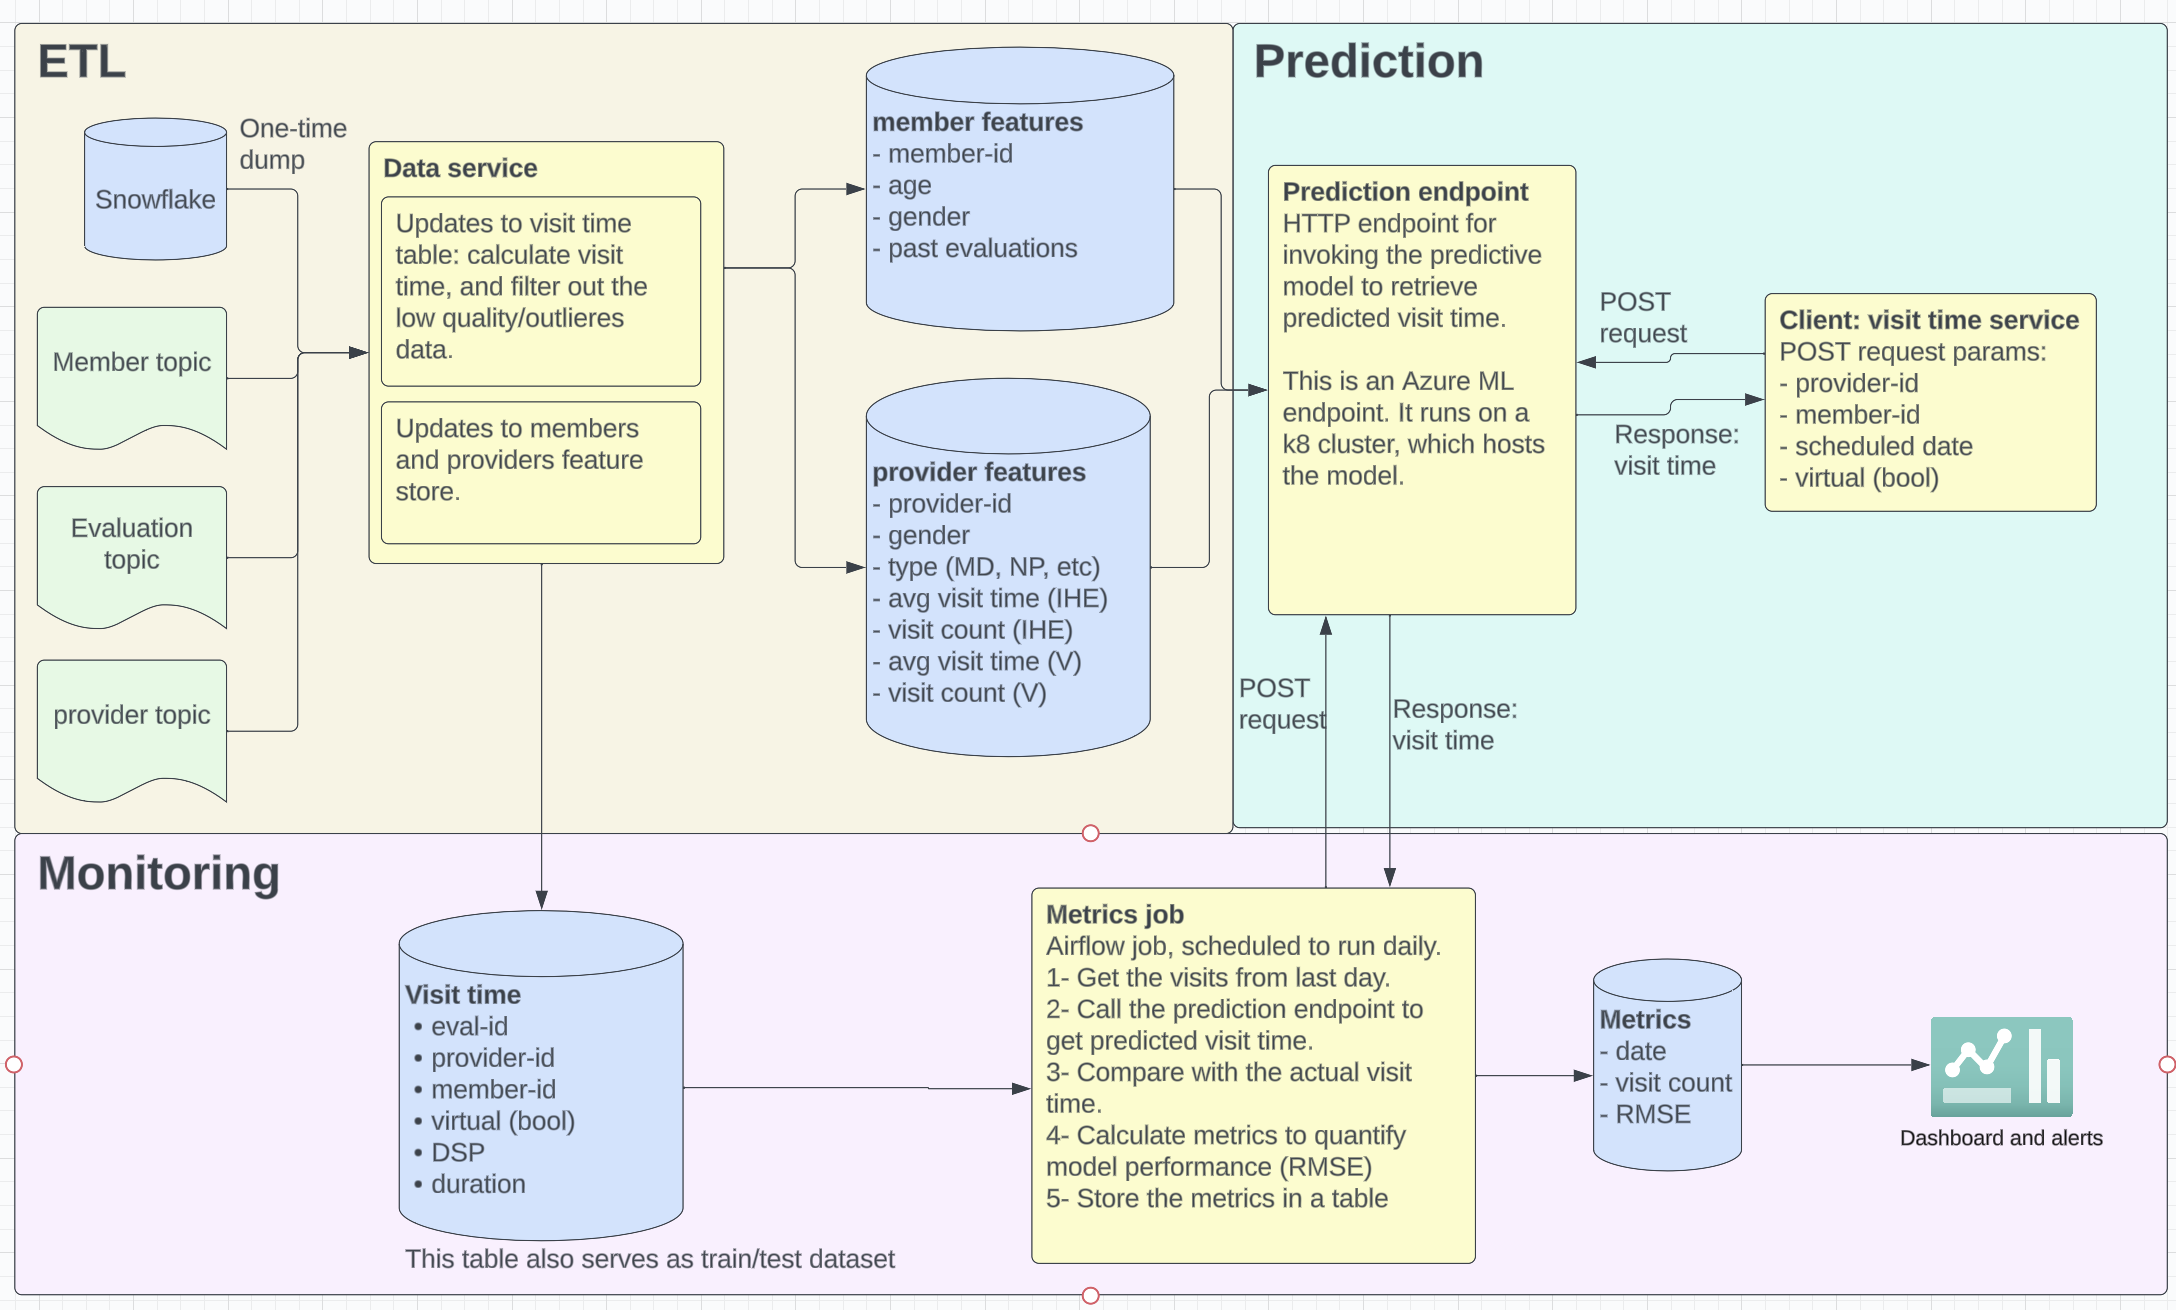 ETL
One-time
dump
Snowflake
Member topic
Evaluation
topic
provider topic
Data service
Updates to visit time
table: calculate visit
time, and filter out the
low quality/outlieres
data.
Updates to members
and providers feature
store.
member features
- member-id
- age
- gender
- past evaluations
provider features
- provider-id
- gender
- type (MD, NP, etc)
- avg visit time (IHE)
- visit count (IHE)
- avg visit time (V)
- visit count (V)
Prediction
Prediction endpoint
HTTP endpoint for
invoking the predictive
model to retrieve
predicted visit time.
This is an Azure ML
endpoint. It runs on a
k8 cluster, which hosts
the model.
POST
request
Response:
visit time
Client: visit time service
POST request params:
- provider-id
- member-id
- scheduled date
- virtual (bool)
POST
request
Response:
visit time
Monitoring
Visit time
• eval-id
• provider-id
• member-id
• virtual (bool)
• DSP
• duration
This table also serves as train/test dataset
Metrics job
Airflow job, scheduled to run daily.
1- Get the visits from last day.
2- Call the prediction endpoint to
get predicted visit time.
3- Compare with the actual visit
time.
4- Calculate metrics to quantify
model performance (RMSE)
5- Store the metrics in a table
Metrics
- date
- visit count
- RMSE
Dashboard and alerts